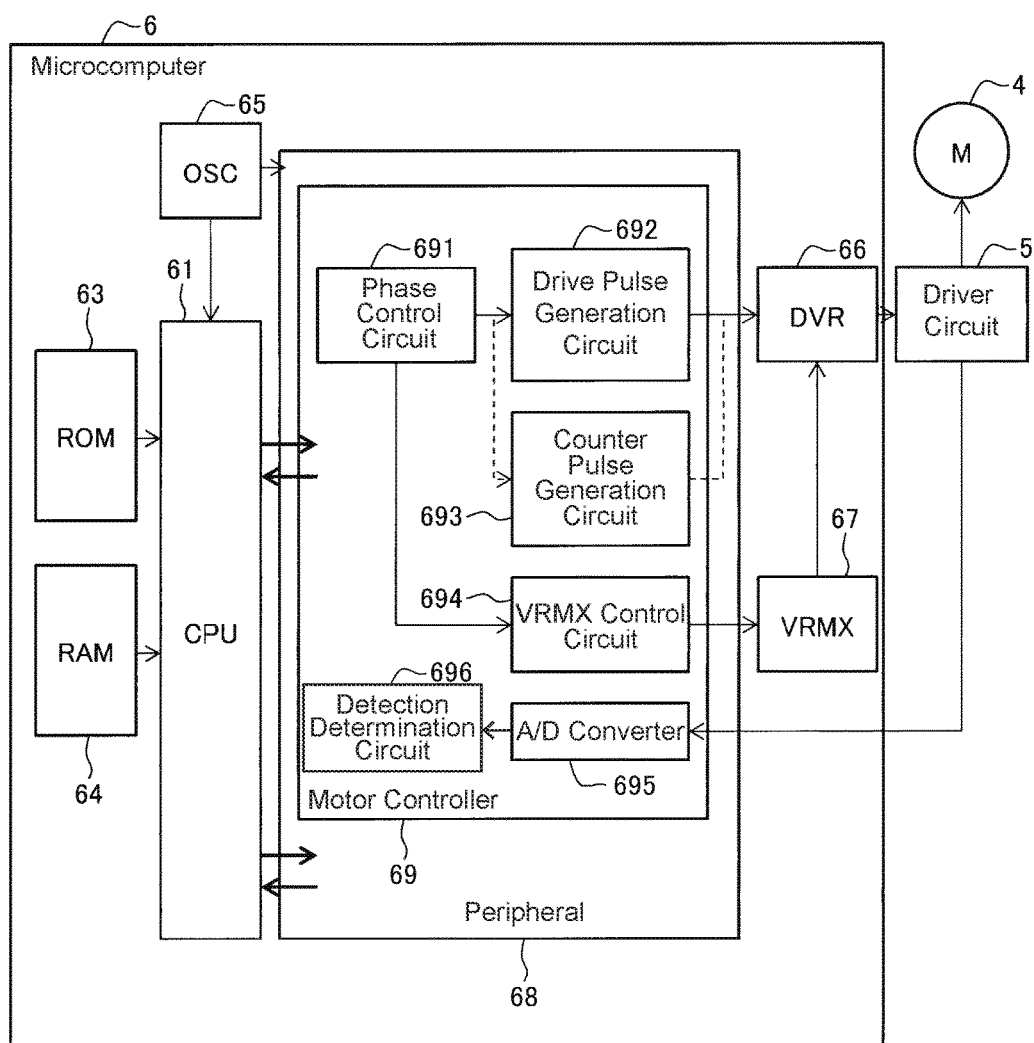 6
Microcomputer
65
OSC
4
M
61
63
ROM
64
RAM
CPU
691
Phase
Control
Circuit
692
Drive Pulse
Generation
Circuit
66
DVR
5
Driver
Circuit
Counter
Pulse
Generation
Circuit
693
694
VRMX Control
Circuit
67
VRMX
696
Detection
Determination
Circuit
A/D Converter
695
Motor Controller
69
Peripheral
68